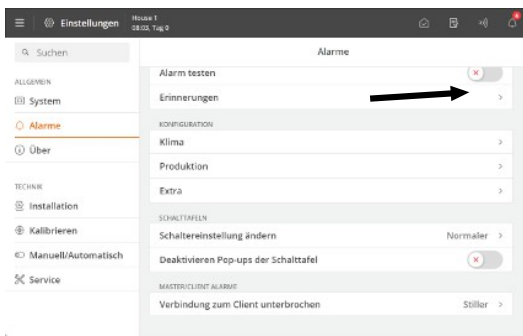 Einstellungen
House 1
08:03, Tag 0
Suchen
Alarme
ALLGEMEIN
System
Alarme
Über
TECHNIK
Installation
Kalibrieren
Manuell/Automatisch
Service
Alarm testen
Erinnerungen
KONFIGURATION
Klima
Produktion
Extra
SCHALTTAFELN
Schaltereinstellung ändern Normaler
Deaktivieren Pop-ups der Schalttafel
MASTER/CLIENT ALARME
Verbindung zum Client unterbrochen Stiller